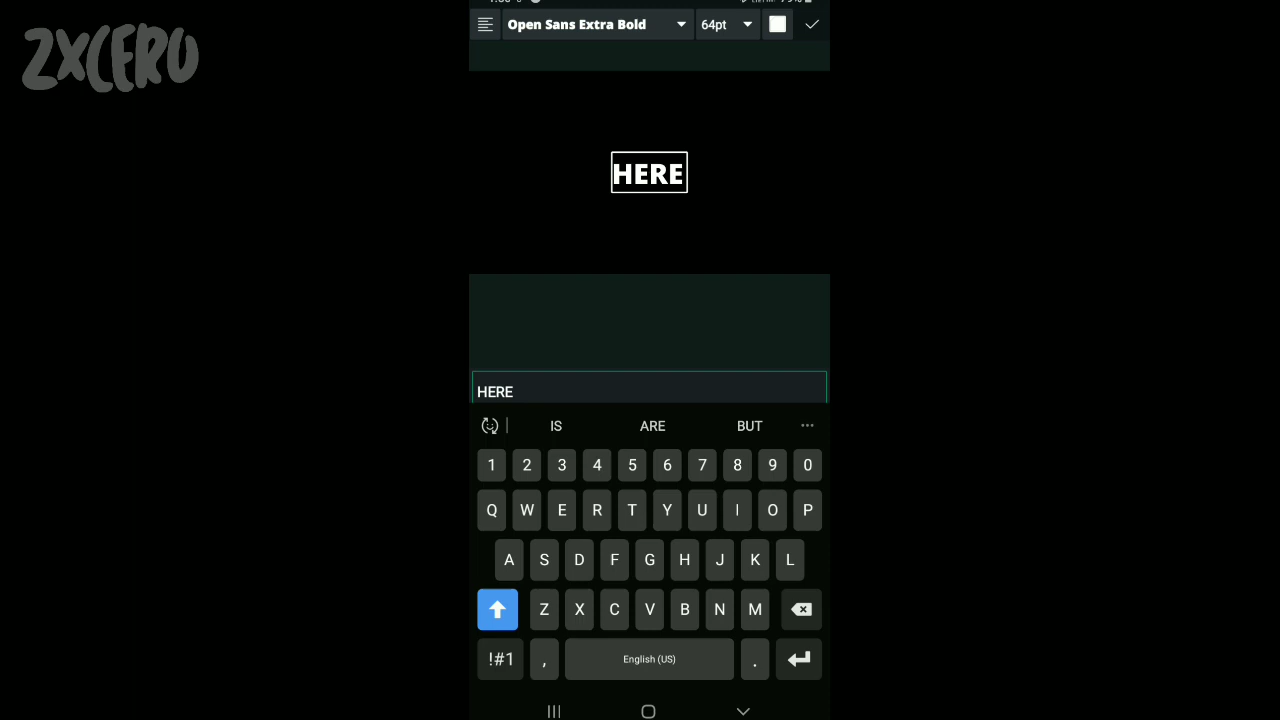 ZXCERO
Open Sans Extra Bold 64pt
HERE
HERE
IS ARE BUT
1 2 3 4 5 6 7 8 9 0
Q W E R T Y U I O P
A S D F G H J K L
Z X C V B N M
!#1 , English (US) .